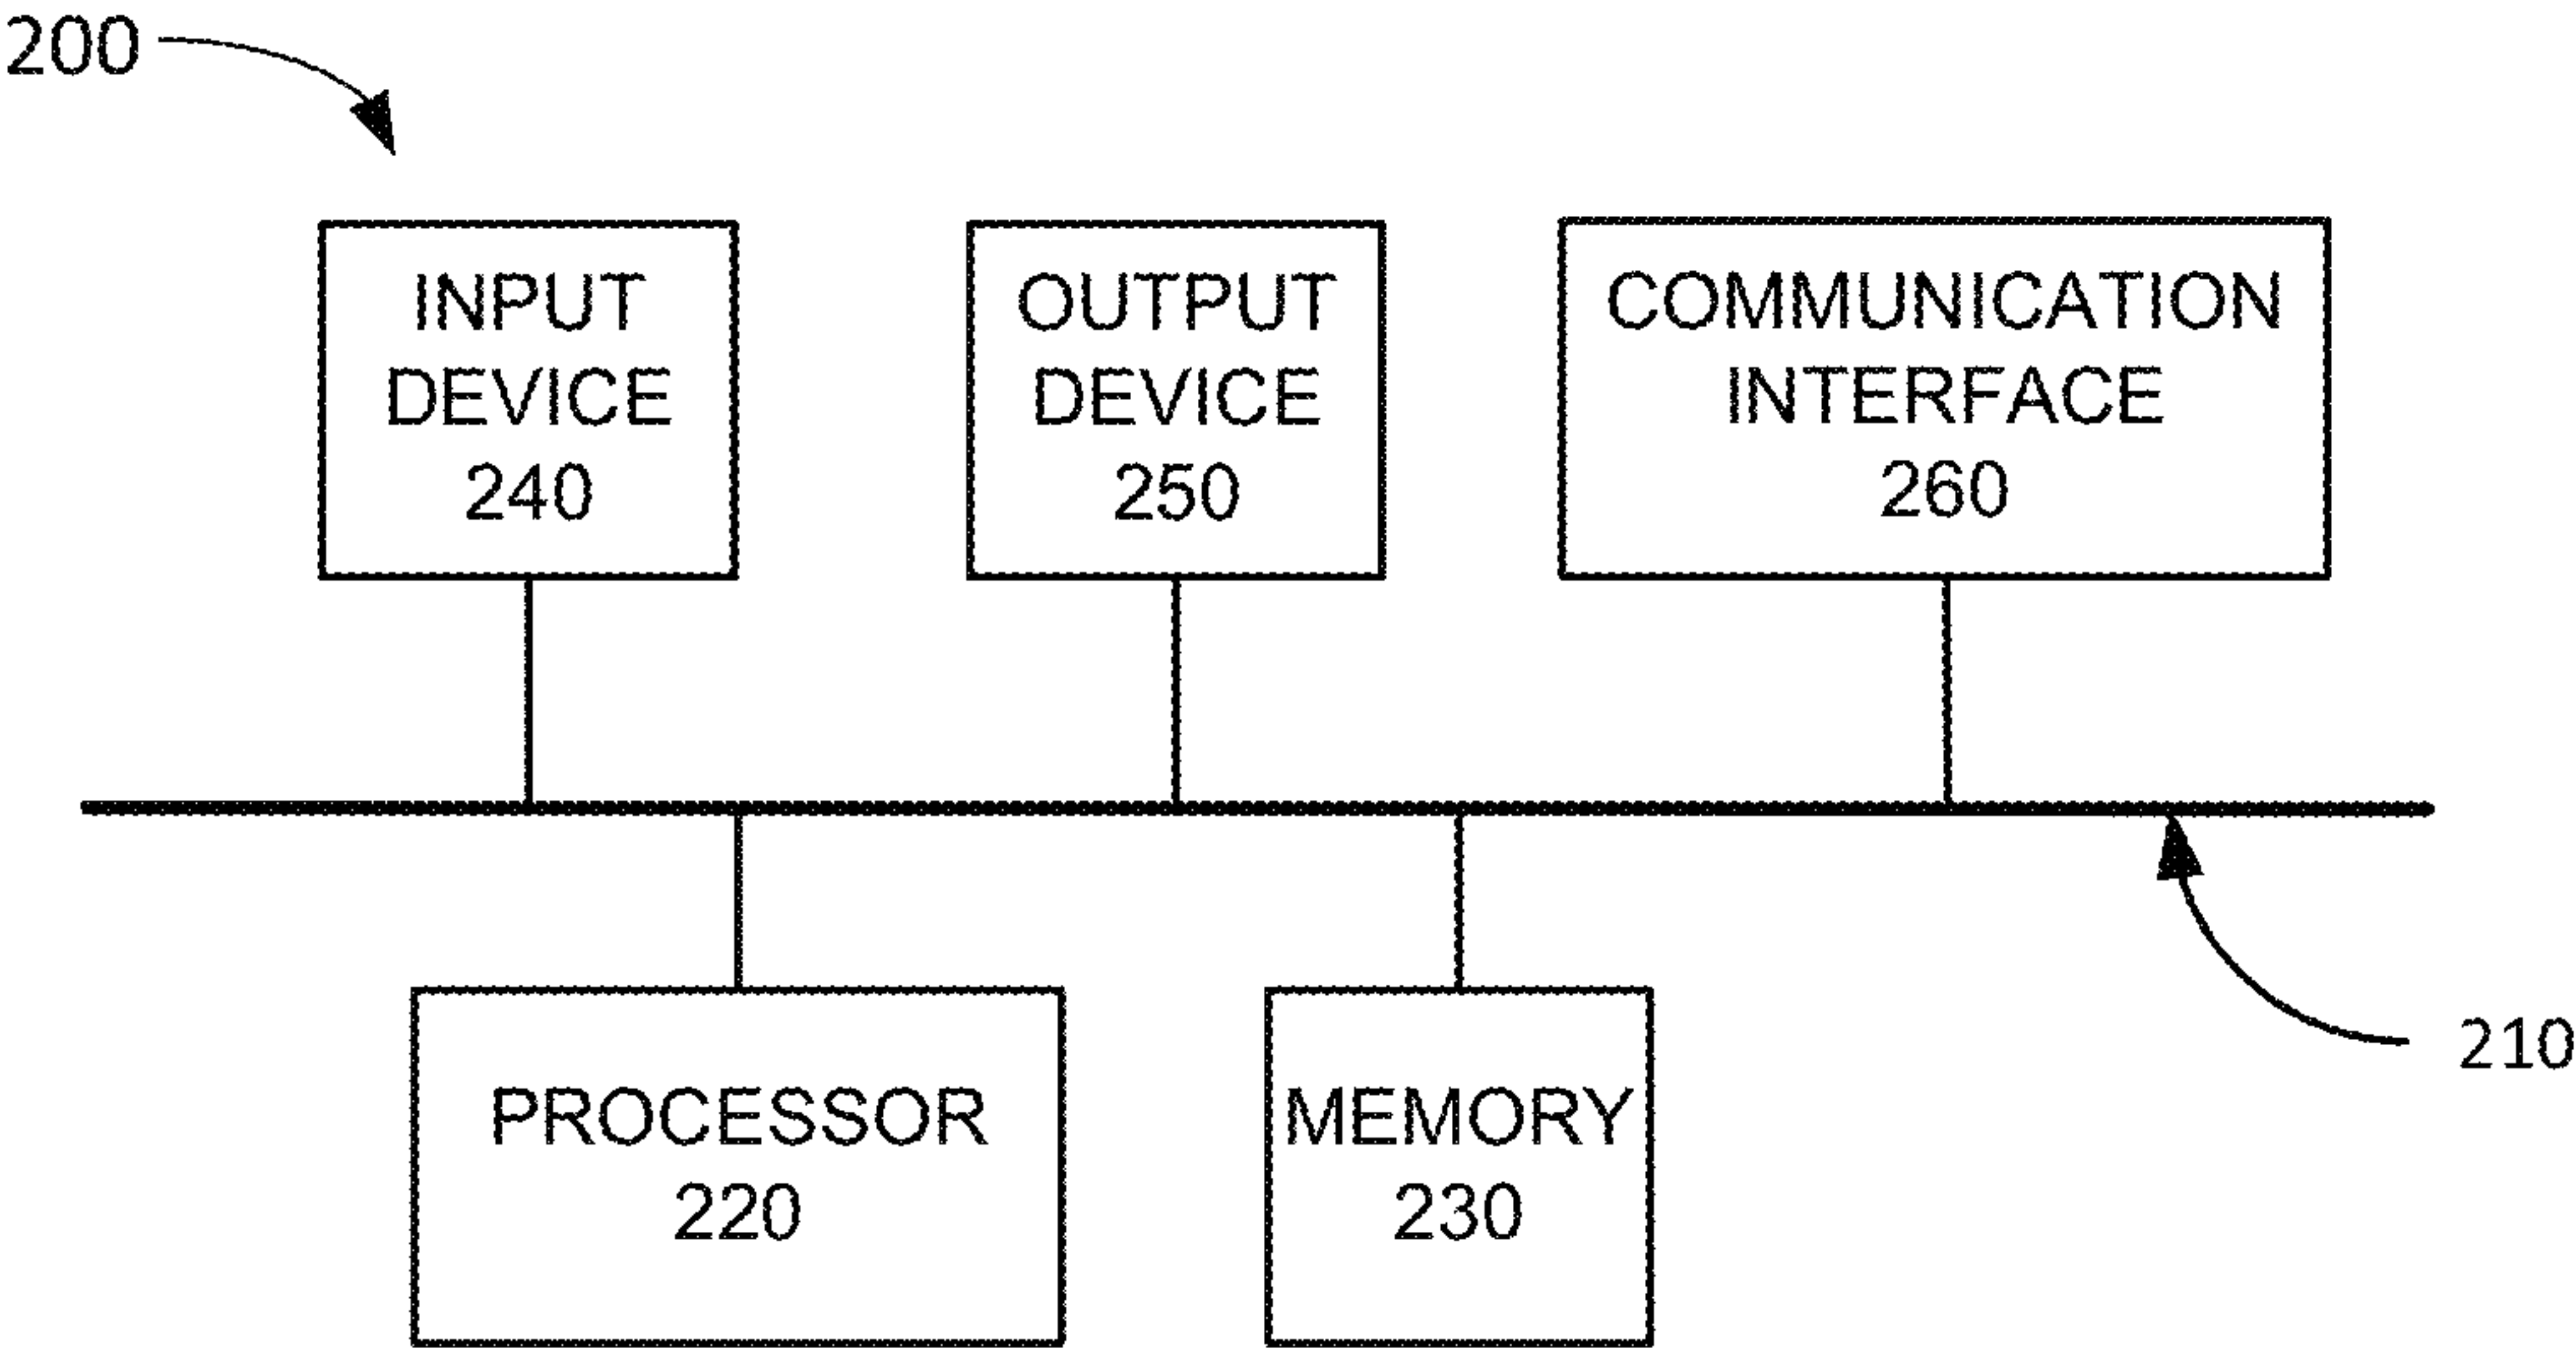 200
INPUT
DEVICE
240
OUTPUT
DEVICE
250
COMMUNICATION
INTERFACE
260
PROCESSOR
220
MEMORY
230
210